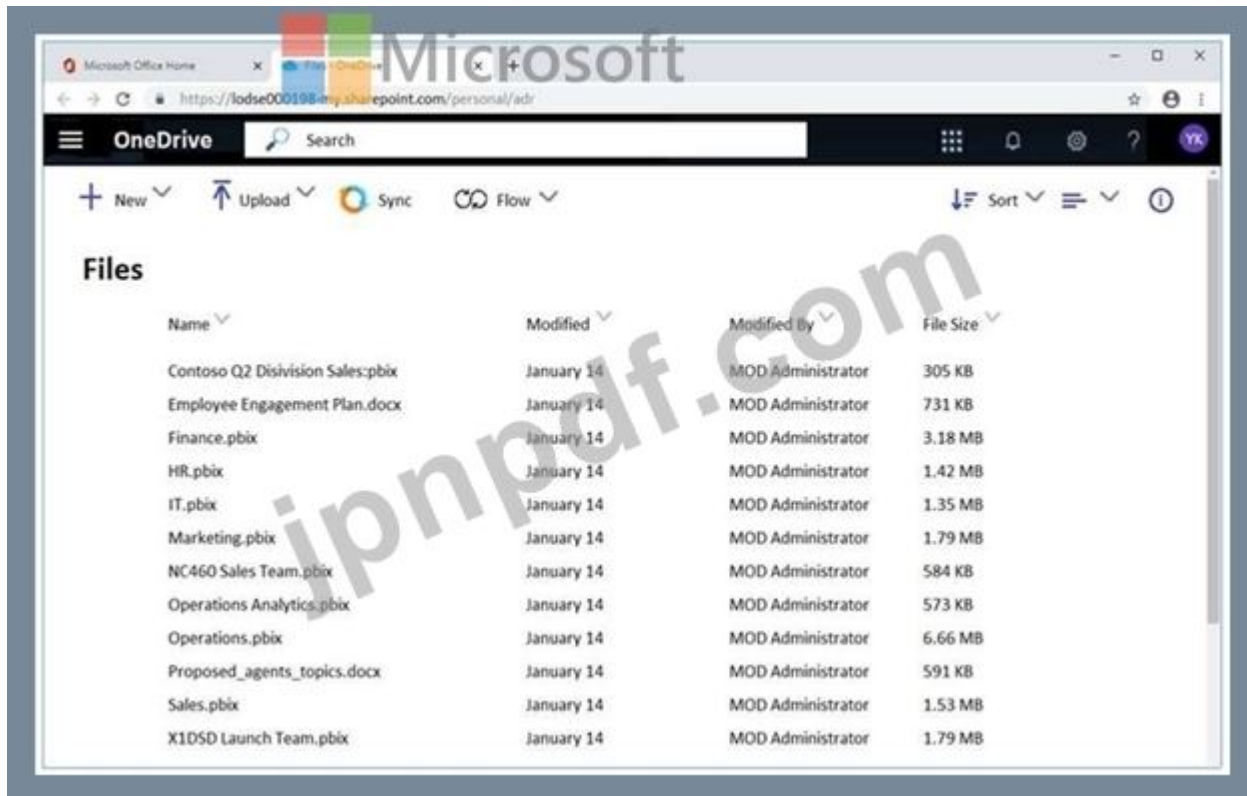 Microsoft
Microsoft Office Home
Files - OneDrive
https://lodse000198-my.sharepoint.com/personal/adr
OneDrive Search YK
New Upload Sync Flow Sort
Files
Name Modified Modified By File Size
Contoso Q2 Disivision Sales:pbix January 14 MOD Administrator 305 KB
Employee Engagement Plan.docx January 14 MOD Administrator 731 KB
Finance.pbix January 14 MOD Administrator 3.18 MB
HR.pbix January 14 MOD Administrator 1.42 MB
IT.pbix January 14 MOD Administrator 1.35 MB
Marketing.pbix January 14 MOD Administrator 1.79 MB
NC460 Sales Team.pbix January 14 MOD Administrator 584 KB
Operations Analytics.pbix January 14 MOD Administrator 573 KB
Operations.pbix January 14 MOD Administrator 6.66 MB
Proposed_agents_topics.docx January 14 MOD Administrator 591 KB
Sales.pbix January 14 MOD Administrator 1.53 MB
X1DSD Launch Team.pbix January 14 MOD Administrator 1.79 MB
jpnpdf.com